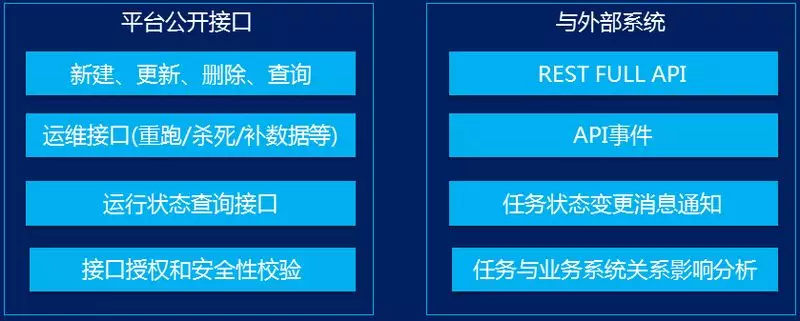 平台公开接口
新建、更新、删除、查询
运维接口(重跑/杀死/补数据等)
运行状态查询接口
接口授权和安全性校验
与外部系统
REST FULL API
API事件
任务状态变更消息通知
任务与业务系统关系影响分析